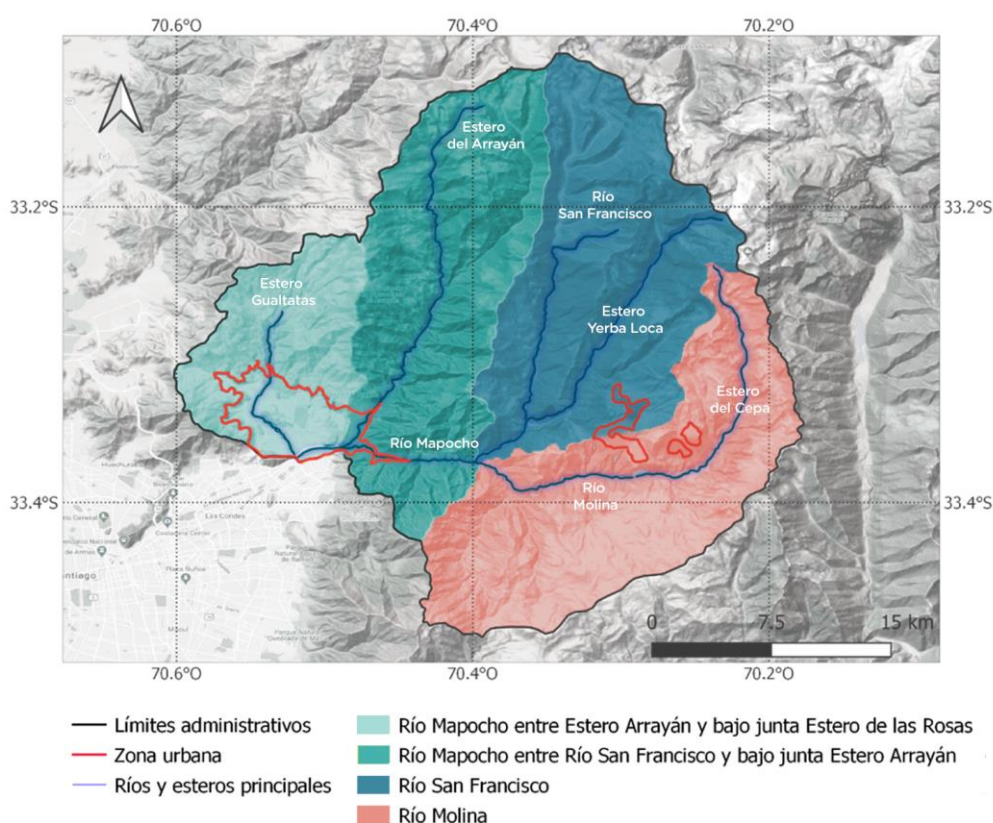 70.6°O
70.4°O
70.2°O
Estero
del Arrayán
33.2°S
Río
San Francisco
33.2°S
Estero
Gualtatas
Estero
Yerba Loca
Estero
del Cepa
Río Mapocho
Río
Molina
33.4°S
33.4°S
Las Condes
ntiago
0
7.5
15 km
70.6°O
70.4°O
70.2°O
Límites administrativos
Zona urbana
Ríos y esteros principales
Río Mapocho entre Estero Arrayán y bajo junta Estero de las Rosas
Río Mapocho entre Río San Francisco y bajo junta Estero Arrayán
Río San Francisco
Río Molina